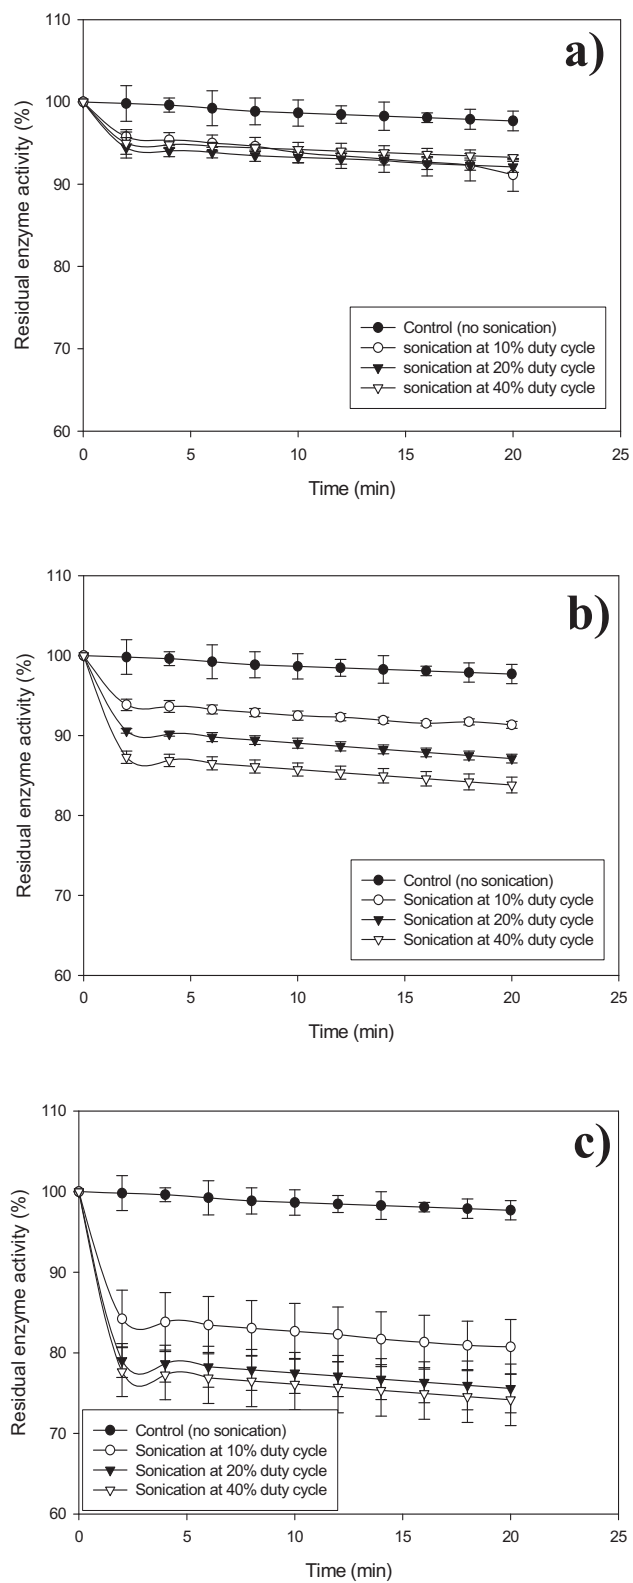 110
a)
100
90
80
70
60
Residual enzyme activity (%)
Control (no sonication)
sonication at 10% duty cycle
sonication at 20% duty cycle
sonication at 40% duty cycle
0 5 10 15 20 25
Time (min)
110
b)
100
90
80
70
60
Residual enzyme activity (%)
Control (no sonication)
Sonication at 10% duty cycle
Sonication at 20% duty cycle
Sonication at 40% duty cycle
0 5 10 15 20 25
Time (min)
110
c)
100
90
80
70
60
Residual enzyme activity (%)
Control (no sonication)
Sonication at 10% duty cycle
Sonication at 20% duty cycle
Sonication at 40% duty cycle
0 5 10 15 20 25
Time (min)